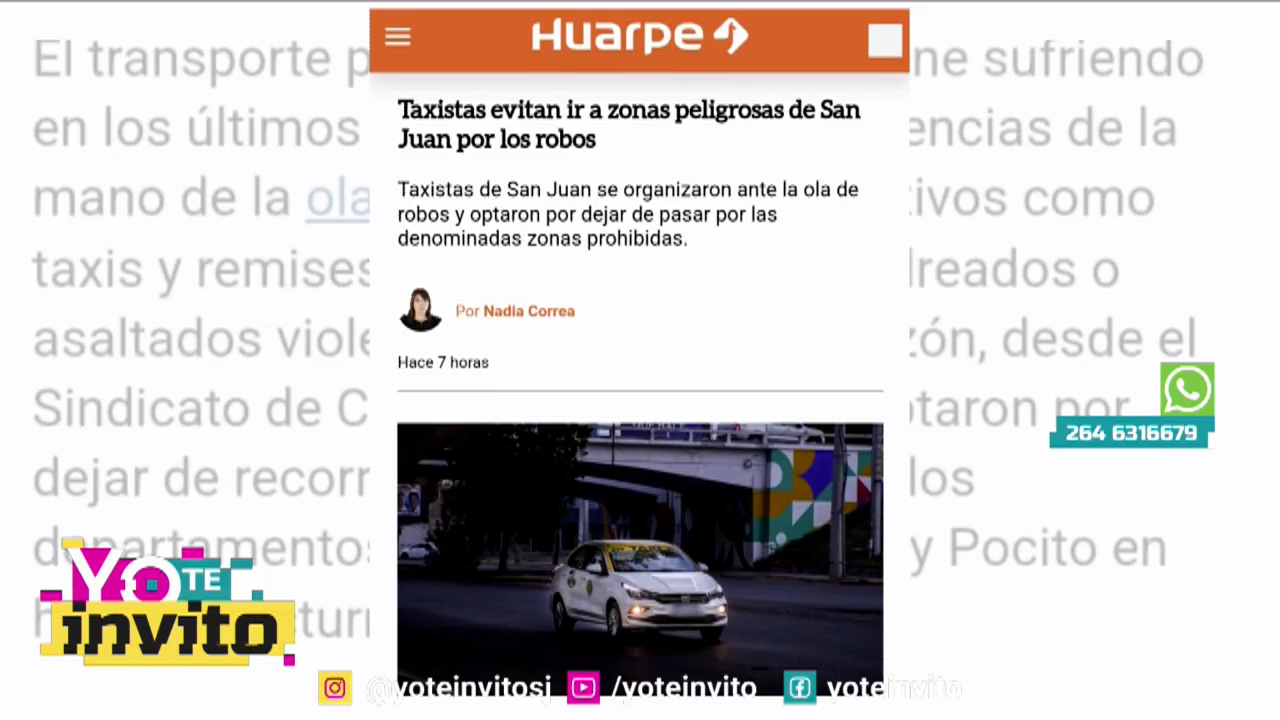 Huarpe
Taxistas evitan ir a zonas peligrosas de San
Juan por los robos
Taxistas de San Juan se organizaron ante la ola de
robos y optaron por dejar de pasar por las
denominadas zonas prohibidas.
Por Nadia Correa
Hace 7 horas
El transporte p ne sufriendo
en los últimos encias de la
mano de la ola tivos como
taxis y remises dreados o
asaltados viole zón, desde el
Sindicato de C taron por
dejar de recorr los
departamentos y Pocito en
turn
264 6316679
YO TE
invito
@yoteinvitosj /yoteinvito yoteinvito